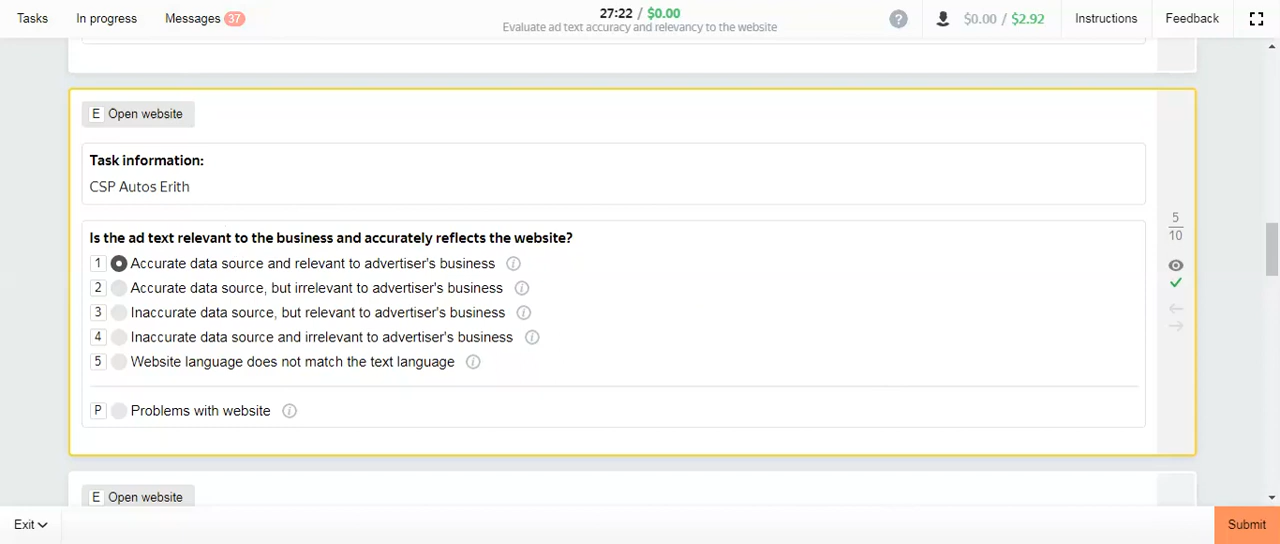 Tasks In progress Messages 37 27:22 / $0.00 ? $0.00 / $2.92 Instructions Feedback
Evaluate ad text accuracy and relevancy to the website
E Open website
Task information:
CSP Autos Erith
Is the ad text relevant to the business and accurately reflects the website?
1 Accurate data source and relevant to advertiser's business i
2 Accurate data source, but irrelevant to advertiser's business i
3 Inaccurate data source, but relevant to advertiser's business i
4 Inaccurate data source and irrelevant to advertiser's business i
5 Website language does not match the text language i
P Problems with website i
5
10
E Open website
Exit Submit